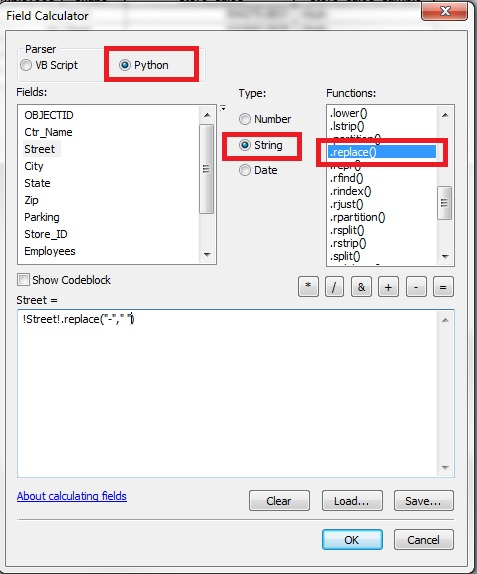 Field Calculator
Parser
VB Script
Python
Fields:
OBJECTID
Ctr_Name
Street
City
State
Zip
Parking
Store_ID
Employees
Type:
Number
String
Date
Functions:
.lower()
.lstrip()
.partition()
.replace()
.rfind()
.rindex()
.rjust()
.rpartition()
.rsplit()
.rstrip()
.split()
Show Codeblock
* / & + - =
Street =
!Street!.replace("-"," ")
About calculating fields
Clear
Load...
Save...
OK
Cancel